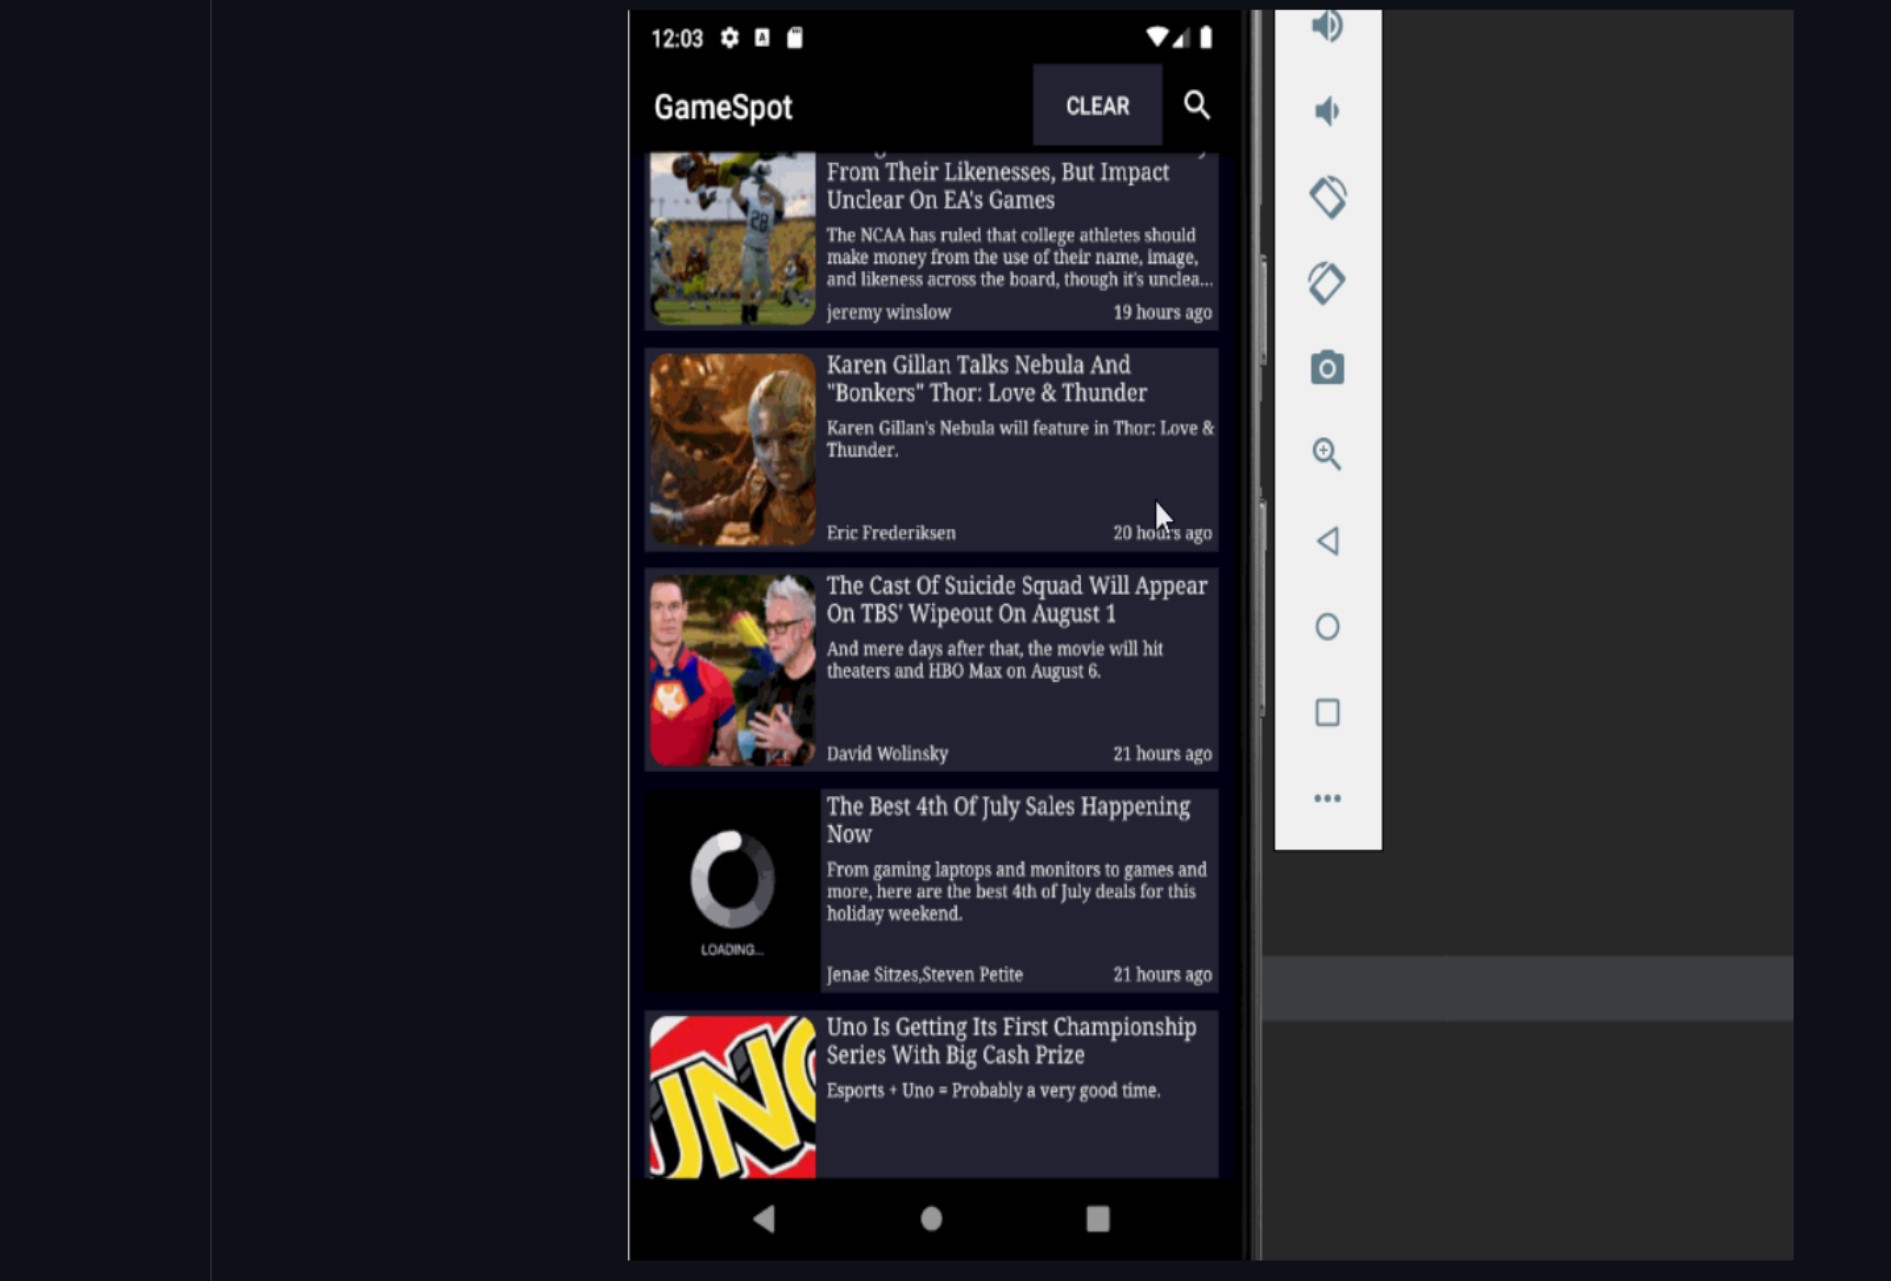 12:03
GameSpot
CLEAR
From Their Likenesses, But Impact
Unclear On EA's Games
The NCAA has ruled that college athletes should
make money from the use of their name, image,
and likeness across the board, though it's unclea...
jeremy winslow 19 hours ago
28
Karen Gillan Talks Nebula And
"Bonkers" Thor: Love & Thunder
Karen Gillan's Nebula will feature in Thor: Love &
Thunder.
Eric Frederiksen 20 hours ago
The Cast Of Suicide Squad Will Appear
On TBS' Wipeout On August 1
And mere days after that, the movie will hit
theaters and HBO Max on August 6.
David Wolinsky 21 hours ago
The Best 4th Of July Sales Happening
Now
From gaming laptops and monitors to games and
more, here are the best 4th of July deals for this
holiday weekend.
LOADING...
Jenae Sitzes,Steven Petite 21 hours ago
Uno Is Getting Its First Championship
Series With Big Cash Prize
Esports + Uno = Probably a very good time.
UNO